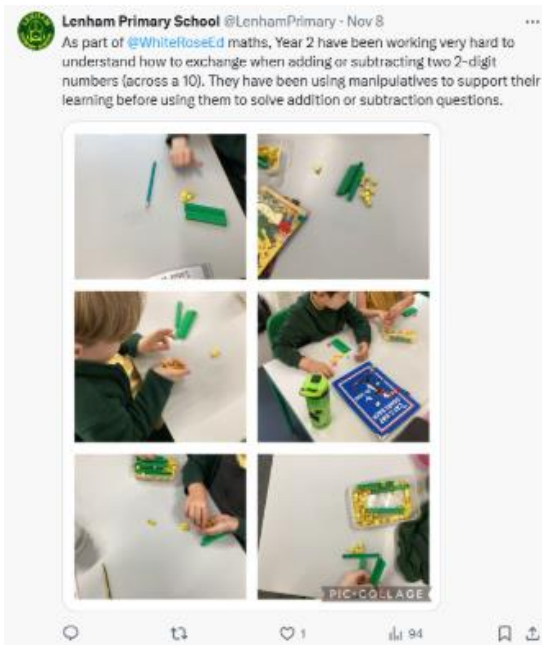 Lenham Primary School @LenhamPrimary · Nov 8
As part of @WhiteRoseEd maths, Year 2 have been working very hard to
understand how to exchange when adding or subtracting two 2-digit
numbers (across a 10). They have been using manipulatives to support their
learning before using them to solve addition or subtraction questions.
PIC•COLLAGE
1
94